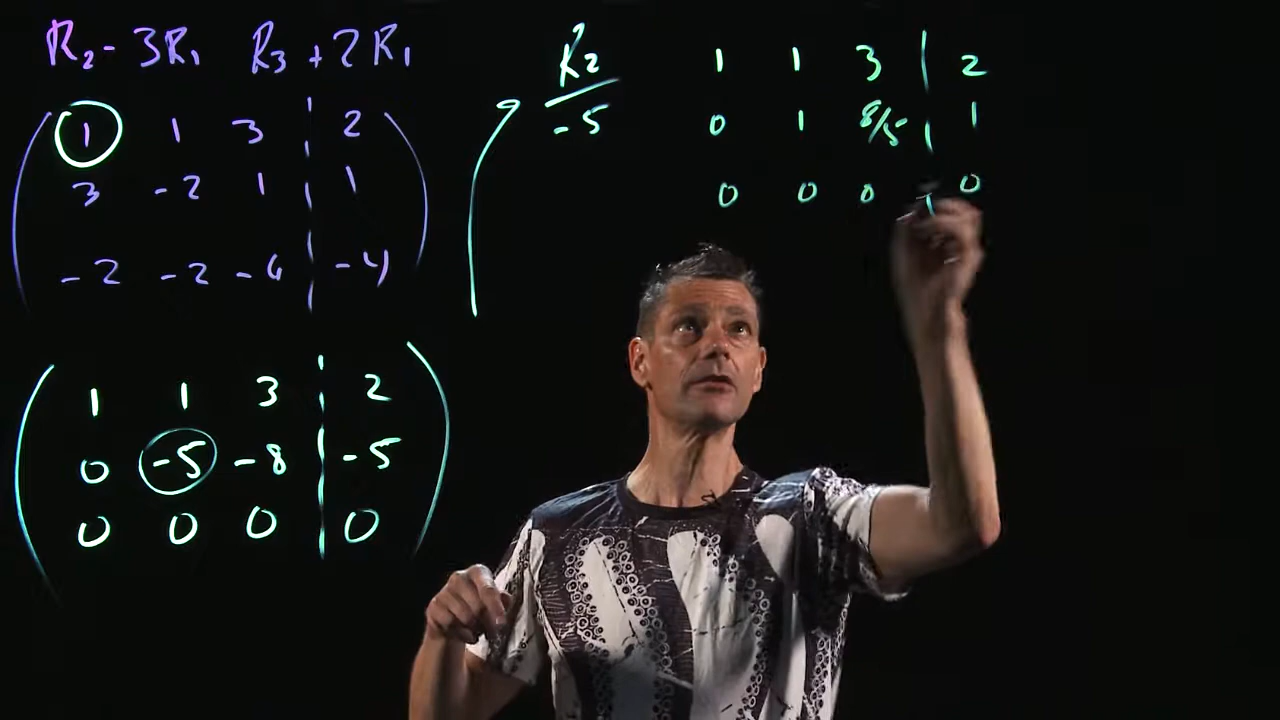 R₂ - 3R₁ R₃ + 2R₁
1 1 3 | 2
3 -2 1 | 1
-2 -2 -6 | -4
1 1 3 | 2
0 -5 -8 | -5
0 0 0 | 0
R2
-5
1 1 3 | 2
0 1 8/5 | 1
0 0 0 | 0